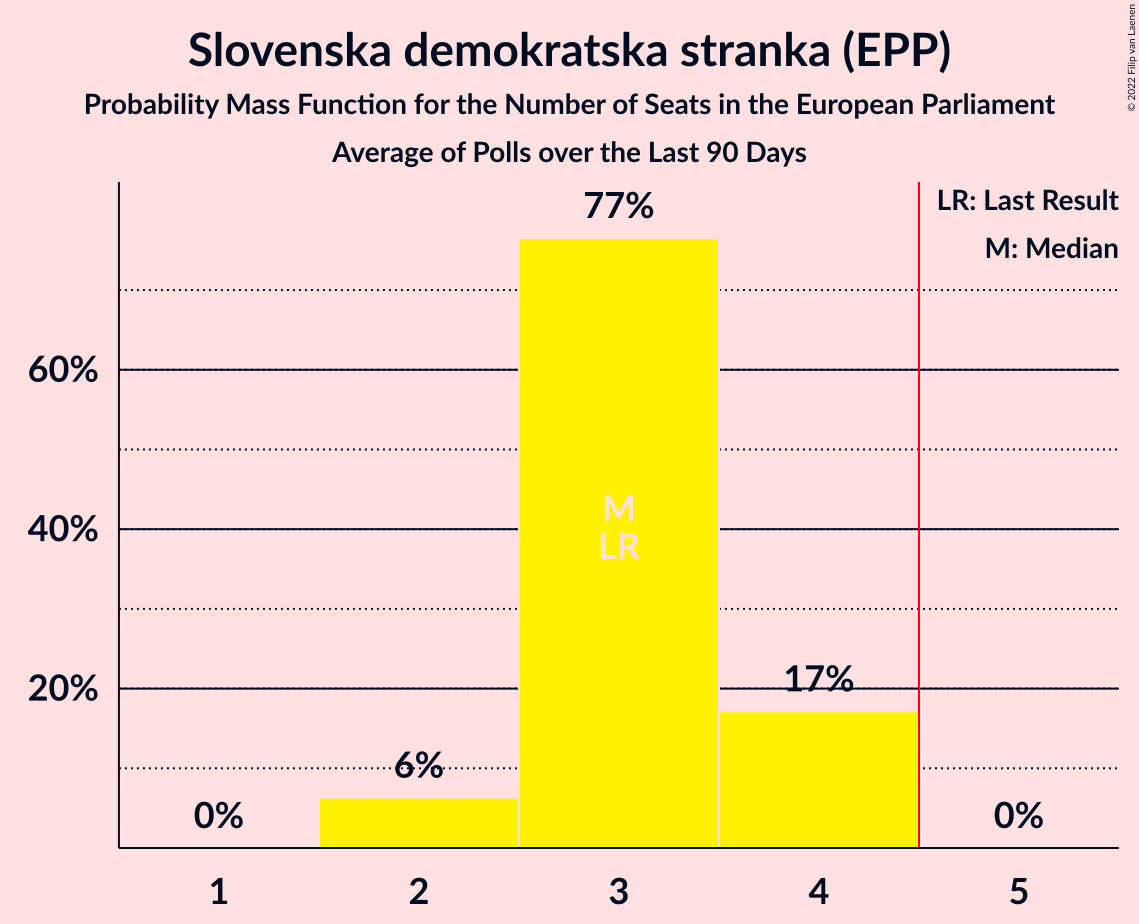 Slovenska demokratska stranka (EPP)
Probability Mass Function for the Number of Seats in the European Parliament
Average of Polls over the Last 90 Days
© 2022 Filip van Laenen
LR: Last Result
M: Median
77%
60%
M
40%
LR
20%
17%
6%
0%
0%
1
2
3
4
5